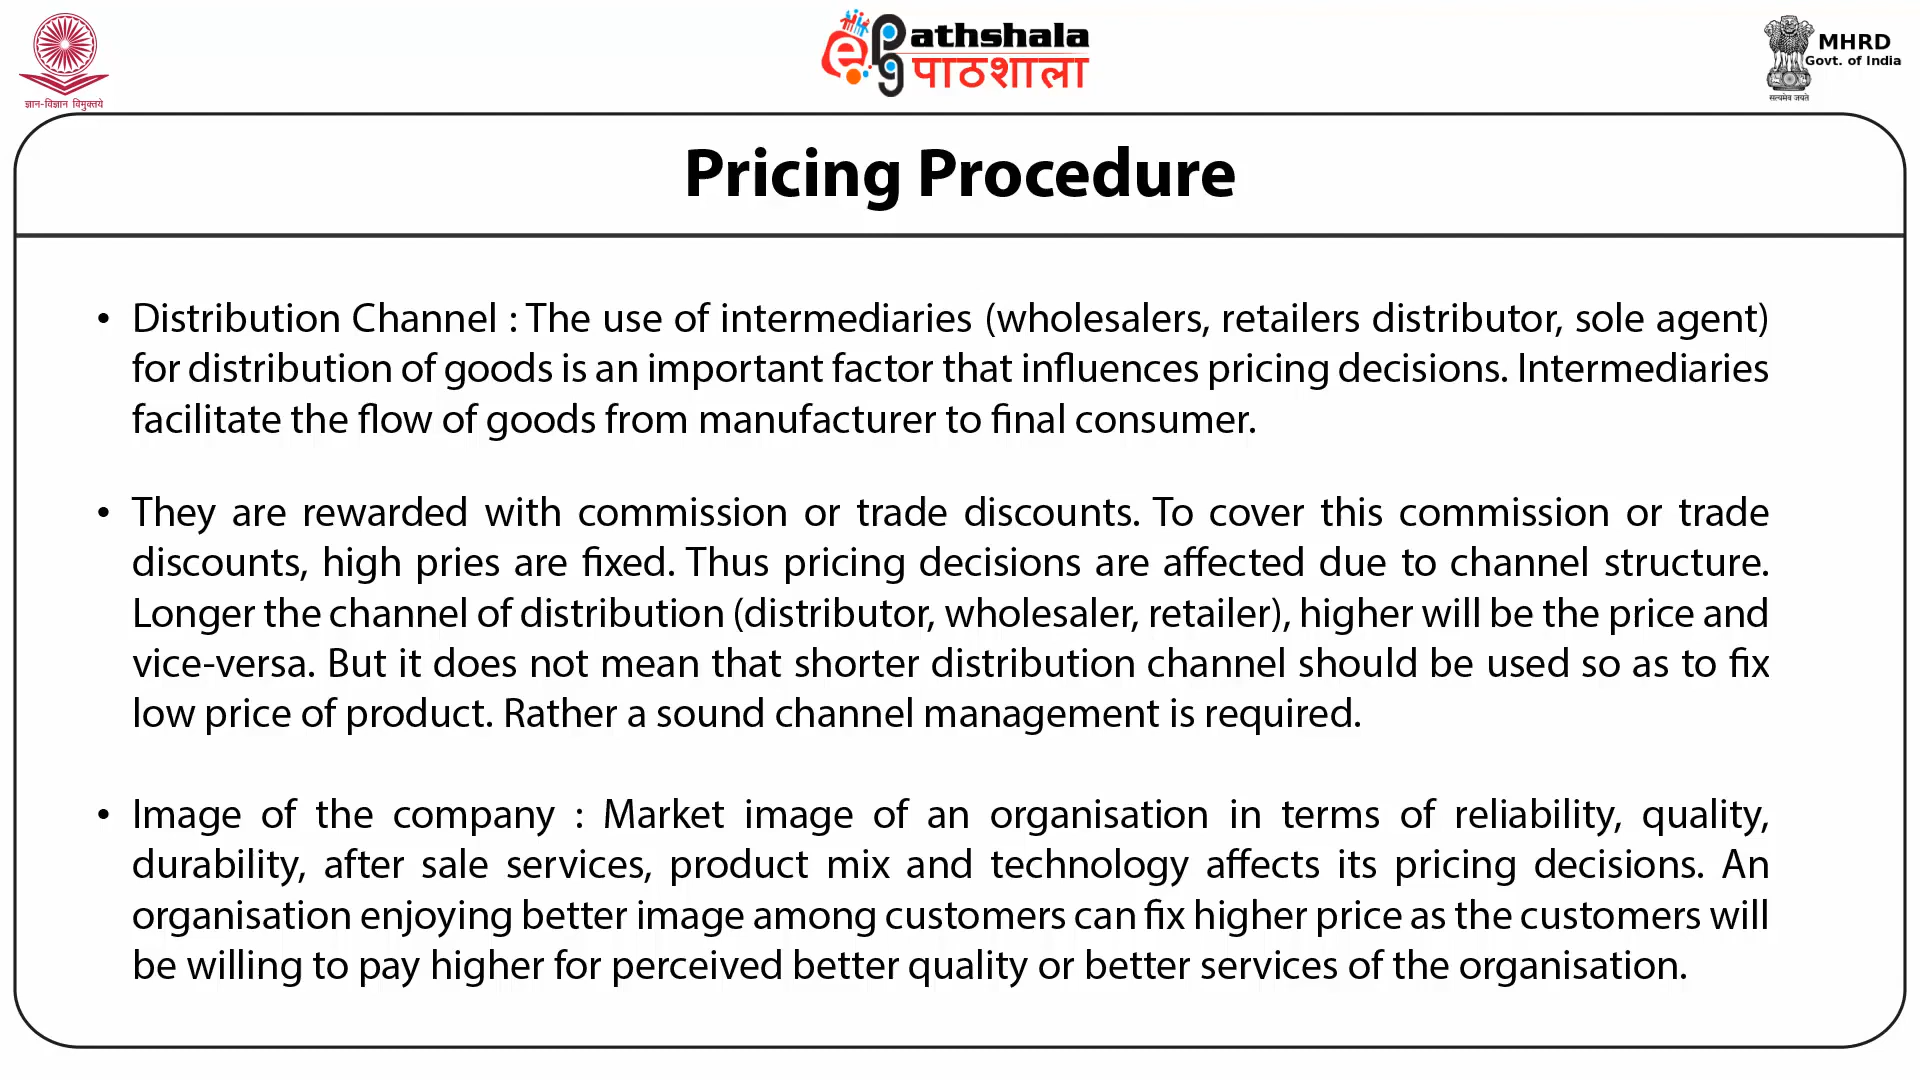 ज्ञान-विज्ञान विमुक्तये
ePGathshala
पाठशाला
MHRD
Govt. of India
सत्यमेव जयते
Pricing Procedure
• Distribution Channel : The use of intermediaries (wholesalers, retailers distributor, sole agent)
for distribution of goods is an important factor that influences pricing decisions. Intermediaries
facilitate the flow of goods from manufacturer to final consumer.
• They are rewarded with commission or trade discounts. To cover this commission or trade
discounts, high pries are fixed. Thus pricing decisions are affected due to channel structure.
Longer the channel of distribution (distributor, wholesaler, retailer), higher will be the price and
vice-versa. But it does not mean that shorter distribution channel should be used so as to fix
low price of product. Rather a sound channel management is required.
• Image of the company : Market image of an organisation in terms of reliability, quality,
durability, after sale services, product mix and technology affects its pricing decisions. An
organisation enjoying better image among customers can fix higher price as the customers will
be willing to pay higher for perceived better quality or better services of the organisation.